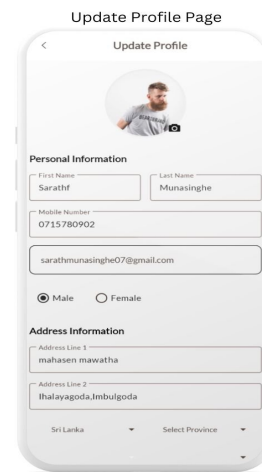 Update Profile Page
Update Profile
Personal Information
First Name
Last Name
Sarathf
Munasinghe
Mobile Number
0715780902
sarathmunasinghe07@gmail.com
Male
Female
Address Information
Address Line 1
mahasen mawatha
Address Line 2
Ihalayagoda,Imbulgoda
Sri Lanka
Select Province